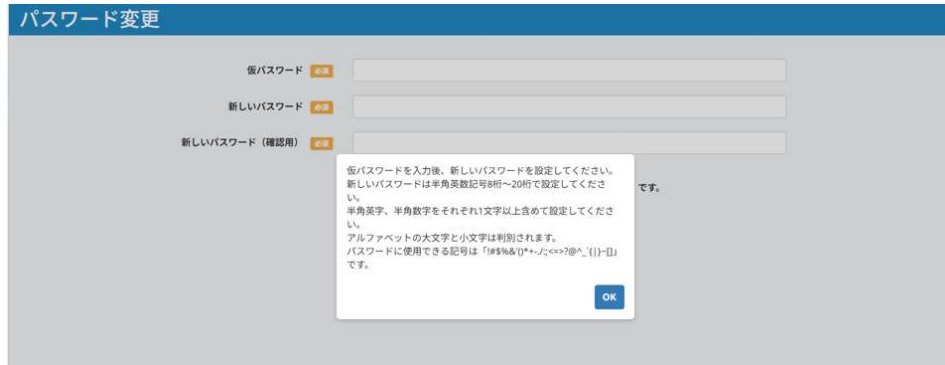 パスワード変更
仮パスワード 必須
新しいパスワード 必須
新しいパスワード（確認用） 必須
仮パスワードを入力後、新しいパスワードを設定してください。
新しいパスワードは半角英数記号8桁～20桁で設定してくださ
い。
半角英字、半角数字をそれぞれ1文字以上含めて設定してくださ
い。
アルファベットの大文字と小文字は判別されます。
パスワードに使用できる記号は「!#$%&'()*+-./:;<=>?@^_`{|}~[]」
です。
です。
OK